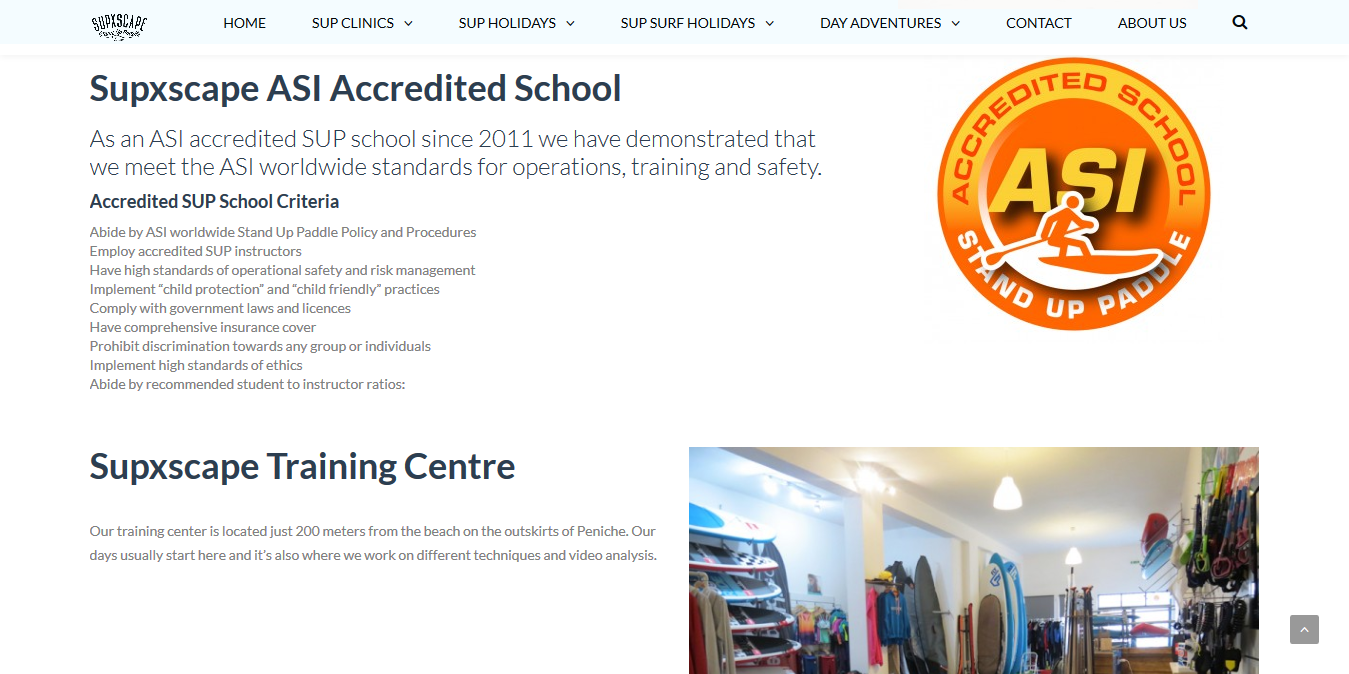 SUPXSCAPE
HOME
SUP CLINICS
SUP HOLIDAYS
SUP SURF HOLIDAYS
DAY ADVENTURES
CONTACT
ABOUT US
Supxscape ASI Accredited School
As an ASI accredited SUP school since 2011 we have demonstrated that
we meet the ASI worldwide standards for operations, training and safety.
Accredited SUP School Criteria
Abide by ASI worldwide Stand Up Paddle Policy and Procedures
Employ accredited SUP instructors
Have high standards of operational safety and risk management
Implement “child protection” and “child friendly” practices
Comply with government laws and licences
Have comprehensive insurance cover
Prohibit discrimination towards any group or individuals
Implement high standards of ethics
Abide by recommended student to instructor ratios:
ACCREDITED SCHOOL
ASI
STAND UP PADDLE
Supxscape Training Centre
Our training center is located just 200 meters from the beach on the outskirts of Peniche. Our
days usually start here and it’s also where we work on different techniques and video analysis.